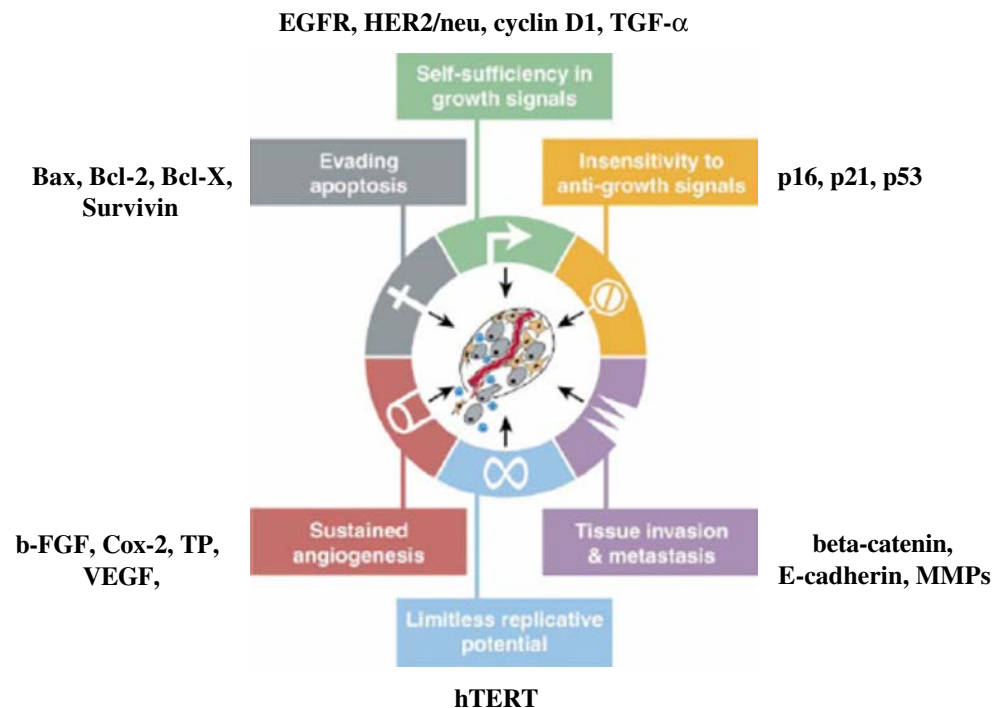 EGFR, HER2/neu, cyclin D1, TGF-α
Self-sufficiency in
growth signals
Evading
apoptosis
Insensitivity to
anti-growth signals
Bax, Bcl-2, Bcl-X,
Survivin
p16, p21, p53
Sustained
angiogenesis
Tissue invasion
& metastasis
b-FGF, Cox-2, TP,
VEGF,
beta-catenin,
E-cadherin, MMPs
Limitless replicative
potential
hTERT